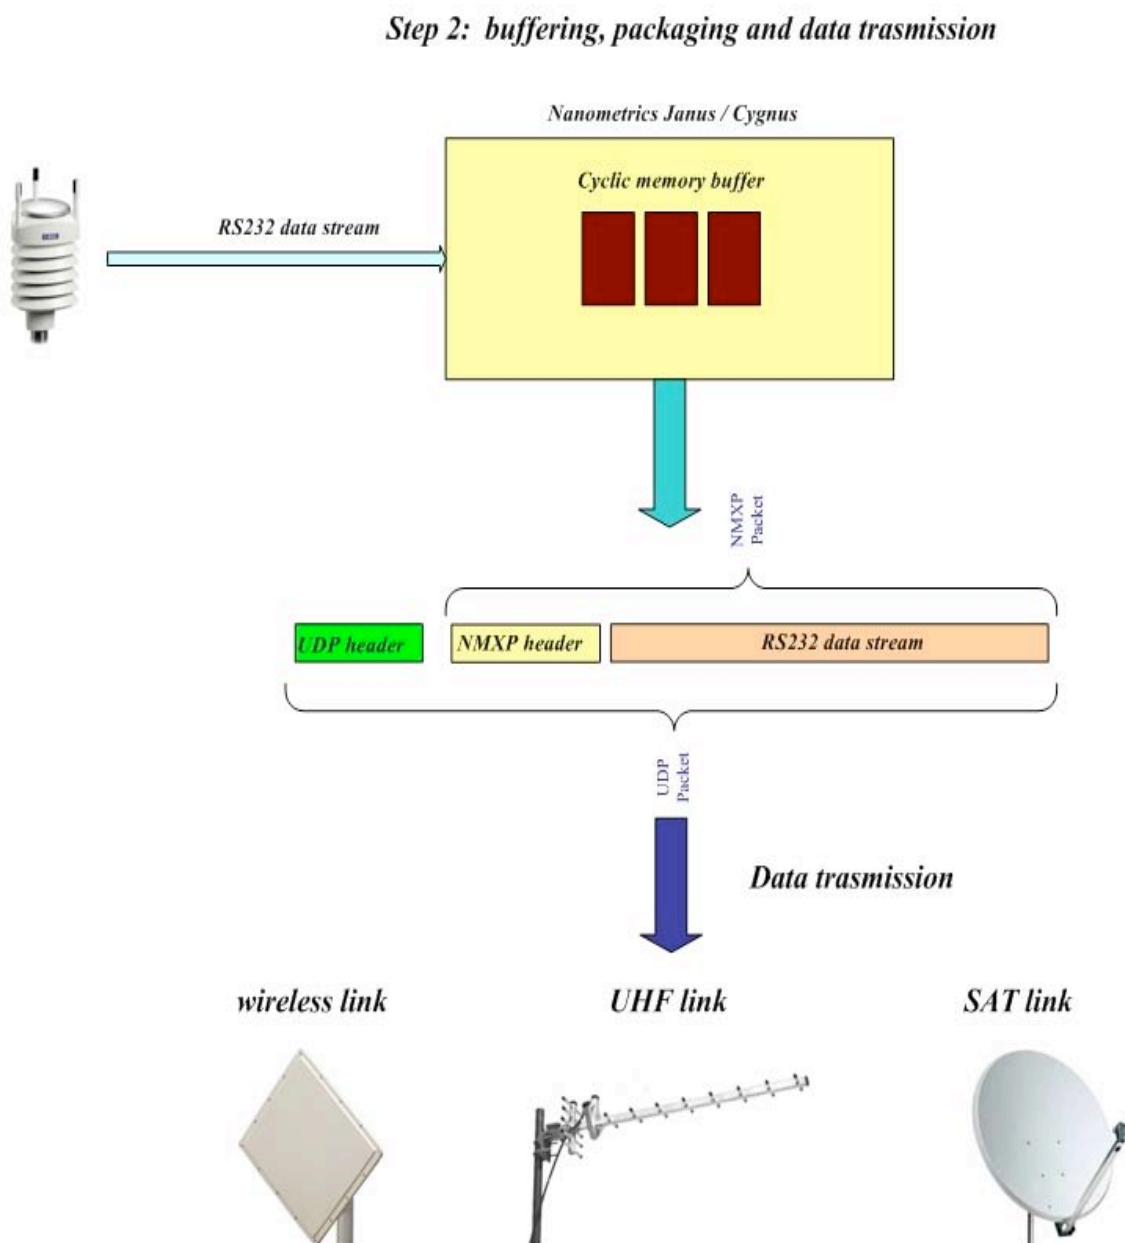 Step 2: buffering, packaging and data trasmission
Nanometrics Janus / Cygnus
Cyclic memory buffer
RS232 data stream
NMXP
Packet
UDP header
NMXP header
RS232 data stream
UDP
Packet
Data trasmission
wireless link
UHF link
SAT link